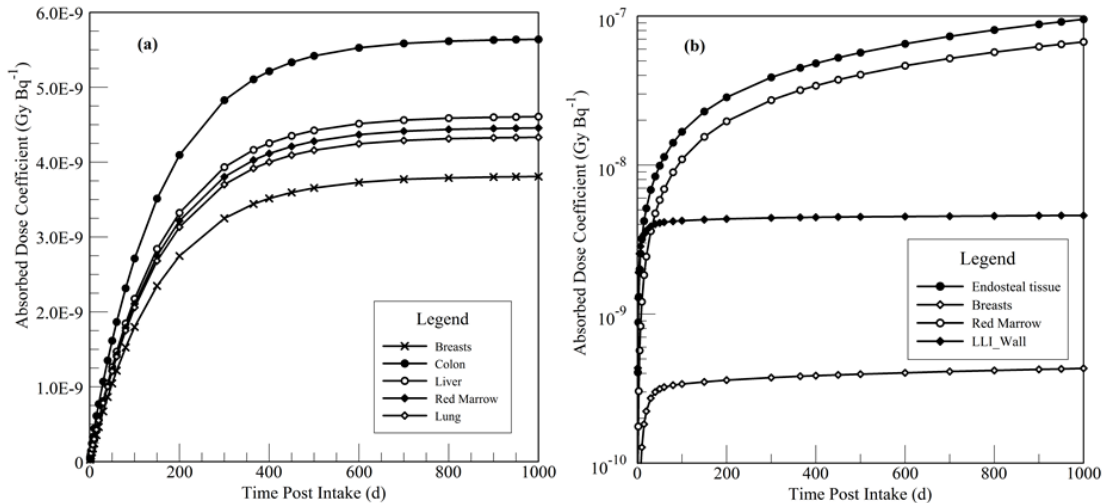 (a)
Absorbed Dose Coefficient (Gy Bq-1)
6.0E-9
5.0E-9
4.0E-9
3.0E-9
2.0E-9
1.0E-9
0
0 200 400 600 800 1000
Time Post Intake (d)
Legend
Breasts
Colon
Liver
Red Marrow
Lung
(b)
Absorbed Dose Coefficient (Gy Bq-1)
10-7
10-8
10-9
10-10
0 200 400 600 800 1000
Time Post Intake (d)
Legend
Endosteal tissue
Breasts
Red Marrow
LLI_Wall